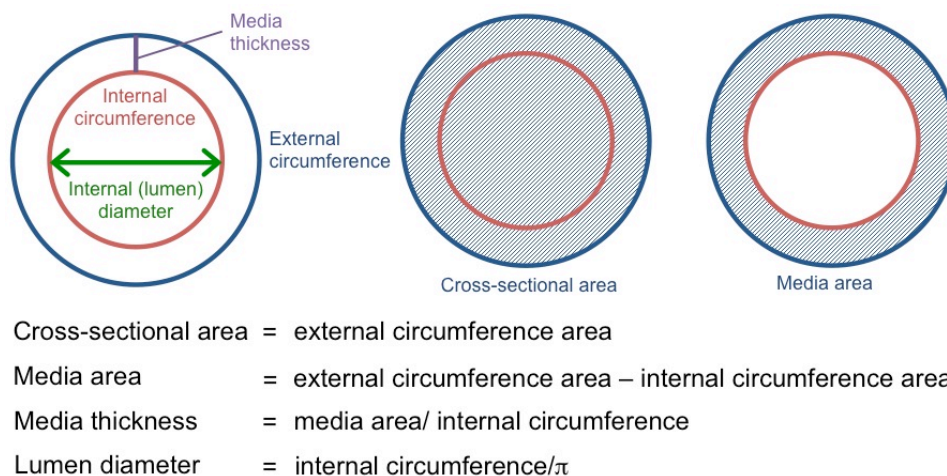 Media
thickness
Internal
circumference
External
circumference
Internal (lumen)
diameter
Cross-sectional area
Media area
Cross-sectional area = external circumference area
Media area = external circumference area – internal circumference area
Media thickness = media area/ internal circumference
Lumen diameter = internal circumference/π